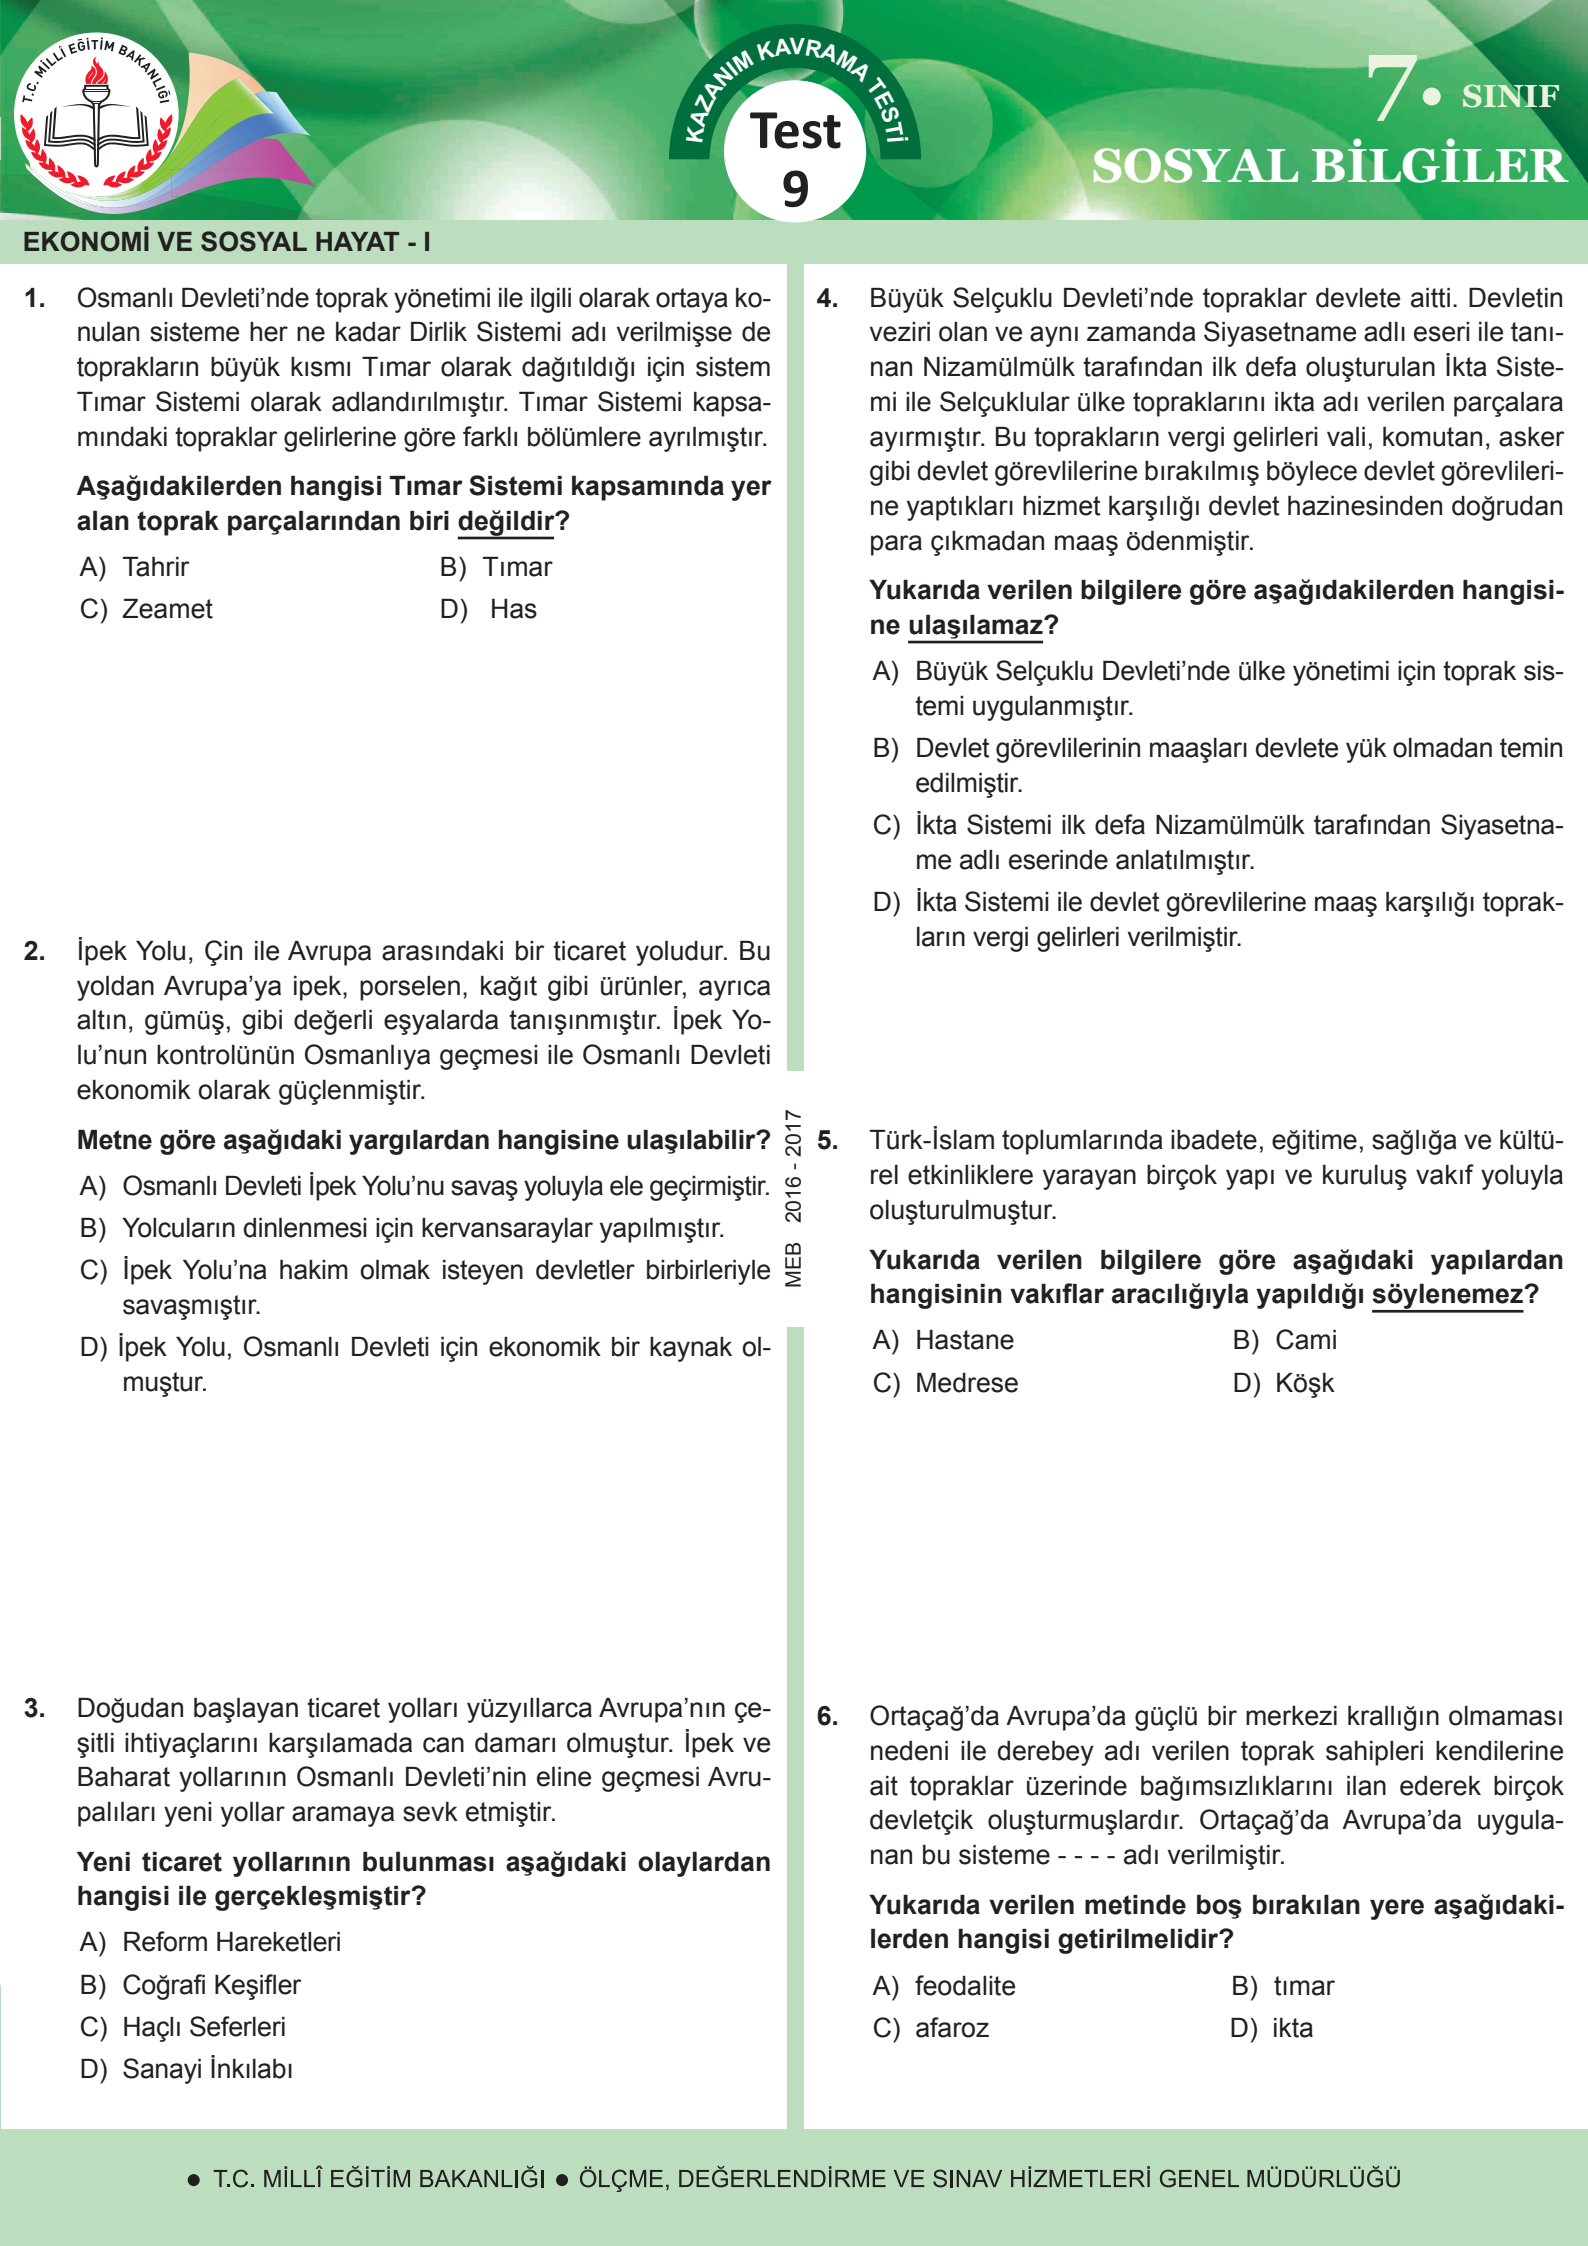 T.C. MİLLÎ EĞİTİM BAKANLIĞI
KAZANIM KAVRAMA TESTİ
Test
9
7. SINIF
SOSYAL BİLGİLER
EKONOMİ VE SOSYAL HAYAT - I
1. Osmanlı Devleti’nde toprak yönetimi ile ilgili olarak ortaya ko-
nulan sisteme her ne kadar Dirlik Sistemi adı verilmişse de
toprakların büyük kısmı Tımar olarak dağıtıldığı için sistem
Tımar Sistemi olarak adlandırılmıştır. Tımar Sistemi kapsa-
mındaki topraklar gelirlerine göre farklı bölümlere ayrılmıştır.
Aşağıdakilerden hangisi Tımar Sistemi kapsamında yer
alan toprak parçalarından biri değildir?
A) Tahrir B) Tımar
C) Zeamet D) Has
2. İpek Yolu, Çin ile Avrupa arasındaki bir ticaret yoludur. Bu
yoldan Avrupa’ya ipek, porselen, kağıt gibi ürünler, ayrıca
altın, gümüş, gibi değerli eşyalarda tanışınmıştır. İpek Yo-
lu’nun kontrolünün Osmanlıya geçmesi ile Osmanlı Devleti
ekonomik olarak güçlenmiştir.
Metne göre aşağıdaki yargılardan hangisine ulaşılabilir?
A) Osmanlı Devleti İpek Yolu’nu savaş yoluyla ele geçirmiştir.
B) Yolcuların dinlenmesi için kervansaraylar yapılmıştır.
C) İpek Yolu’na hakim olmak isteyen devletler birbirleriyle
savaşmıştır.
D) İpek Yolu, Osmanlı Devleti için ekonomik bir kaynak ol-
muştur.
3. Doğudan başlayan ticaret yolları yüzyıllarca Avrupa’nın çe-
şitli ihtiyaçlarını karşılamada can damarı olmuştur. İpek ve
Baharat yollarının Osmanlı Devleti’nin eline geçmesi Avru-
palıları yeni yollar aramaya sevk etmiştir.
Yeni ticaret yollarının bulunması aşağıdaki olaylardan
hangisi ile gerçekleşmiştir?
A) Reform Hareketleri
B) Coğrafi Keşifler
C) Haçlı Seferleri
D) Sanayi İnkılabı
MEB 2016 - 2017
4. Büyük Selçuklu Devleti’nde topraklar devlete aitti. Devletin
veziri olan ve aynı zamanda Siyasetname adlı eseri ile tanı-
nan Nizamülmülk tarafından ilk defa oluşturulan İkta Siste-
mi ile Selçuklular ülke topraklarını ikta adı verilen parçalara
ayırmıştır. Bu toprakların vergi gelirleri vali, komutan, asker
gibi devlet görevlilerine bırakılmış böylece devlet görevlileri-
ne yaptıkları hizmet karşılığı devlet hazinesinden doğrudan
para çıkmadan maaş ödenmiştir.
Yukarıda verilen bilgilere göre aşağıdakilerden hangisi-
ne ulaşılamaz?
A) Büyük Selçuklu Devleti’nde ülke yönetimi için toprak sis-
temi uygulanmıştır.
B) Devlet görevlilerinin maaşları devlete yük olmadan temin
edilmiştir.
C) İkta Sistemi ilk defa Nizamülmülk tarafından Siyasetna-
me adlı eserinde anlatılmıştır.
D) İkta Sistemi ile devlet görevlilerine maaş karşılığı toprak-
ların vergi gelirleri verilmiştir.
5. Türk-İslam toplumlarında ibadete, eğitime, sağlığa ve kültü-
rel etkinliklere yarayan birçok yapı ve kuruluş vakıf yoluyla
oluşturulmuştur.
Yukarıda verilen bilgilere göre aşağıdaki yapılardan
hangisinin vakıflar aracılığıyla yapıldığı söylenemez?
A) Hastane B) Cami
C) Medrese D) Köşk
6. Ortaçağ’da Avrupa’da güçlü bir merkezi krallığın olmaması
nedeni ile derebey adı verilen toprak sahipleri kendilerine
ait topraklar üzerinde bağımsızlıklarını ilan ederek birçok
devletçik oluşturmuşlardır. Ortaçağ’da Avrupa’da uygula-
nan bu sisteme - - - - adı verilmiştir.
Yukarıda verilen metinde boş bırakılan yere aşağıdaki-
lerden hangisi getirilmelidir?
A) feodalite B) tımar
C) afaroz D) ikta
● T.C. MİLLÎ EĞİTİM BAKANLIĞI ● ÖLÇME, DEĞERLENDİRME VE SINAV HİZMETLERİ GENEL MÜDÜRLÜĞÜ